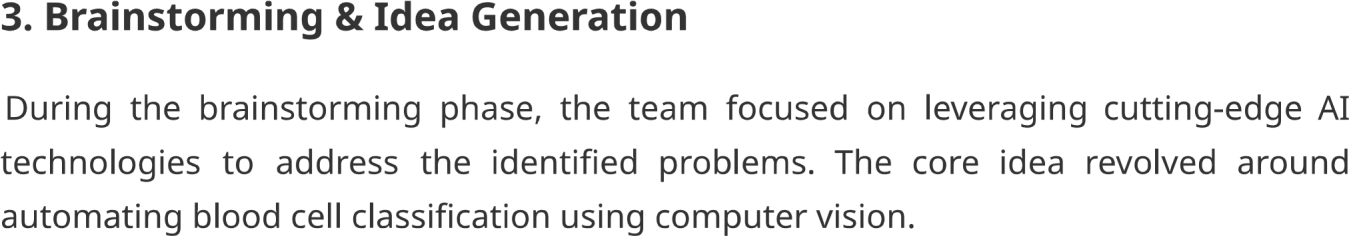 3. Brainstorming & Idea Generation
During the brainstorming phase, the team focused on leveraging cutting-edge AI
technologies to address the identified problems. The core idea revolved around
automating blood cell classification using computer vision.